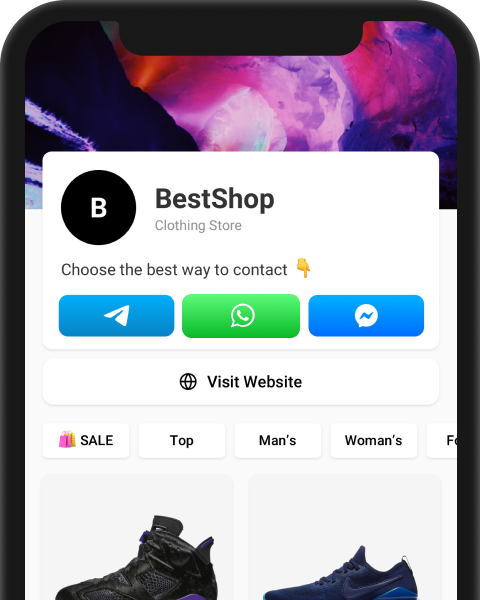 B
BestShop
Clothing Store
Choose the best way to contact 👇
Visit Website
🛍️ SALE
Top
Man's
Woman's
Fo